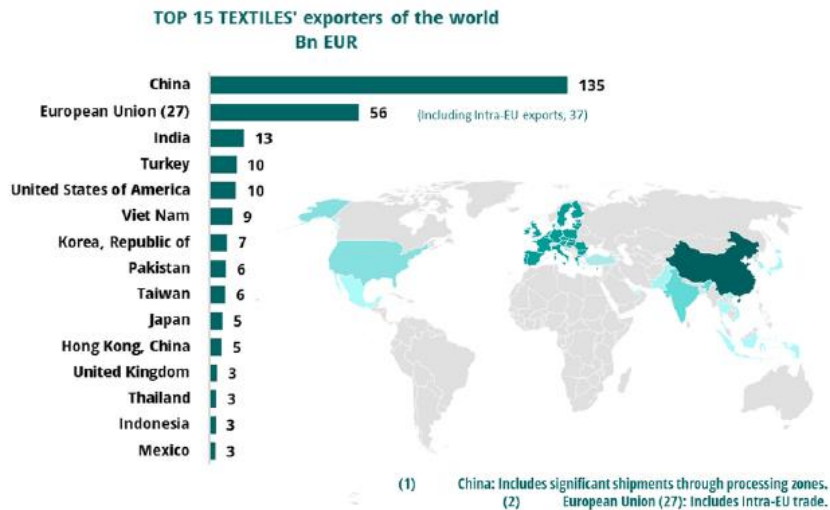 TOP 15 TEXTILES' exporters of the world
Bn EUR
China 135
European Union (27) 56 (Including Intra-EU exports, 37)
India 13
Turkey 10
United States of America 10
Viet Nam 9
Korea, Republic of 7
Pakistan 6
Taiwan 6
Japan 5
Hong Kong, China 5
United Kingdom 3
Thailand 3
Indonesia 3
Mexico 3
(1) China: Includes significant shipments through processing zones.
(2) European Union (27): Includes Intra-EU trade.